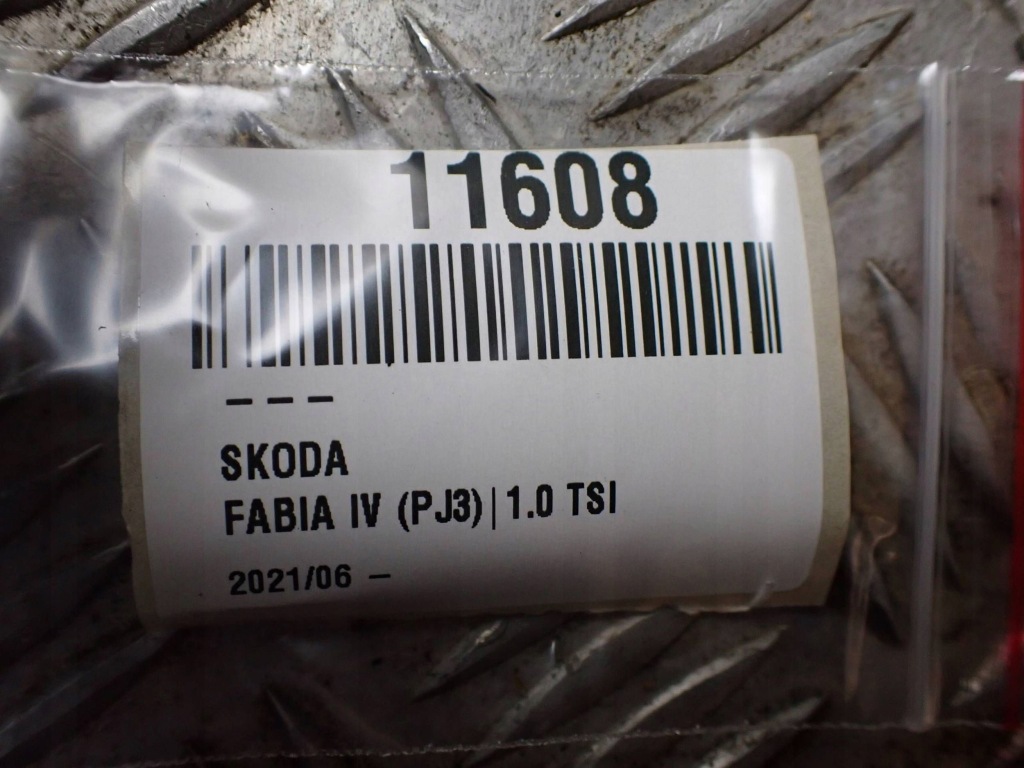 11608
---
SKODA
FABIA IV (PJ3)|1.0 TSI
2021/06 –